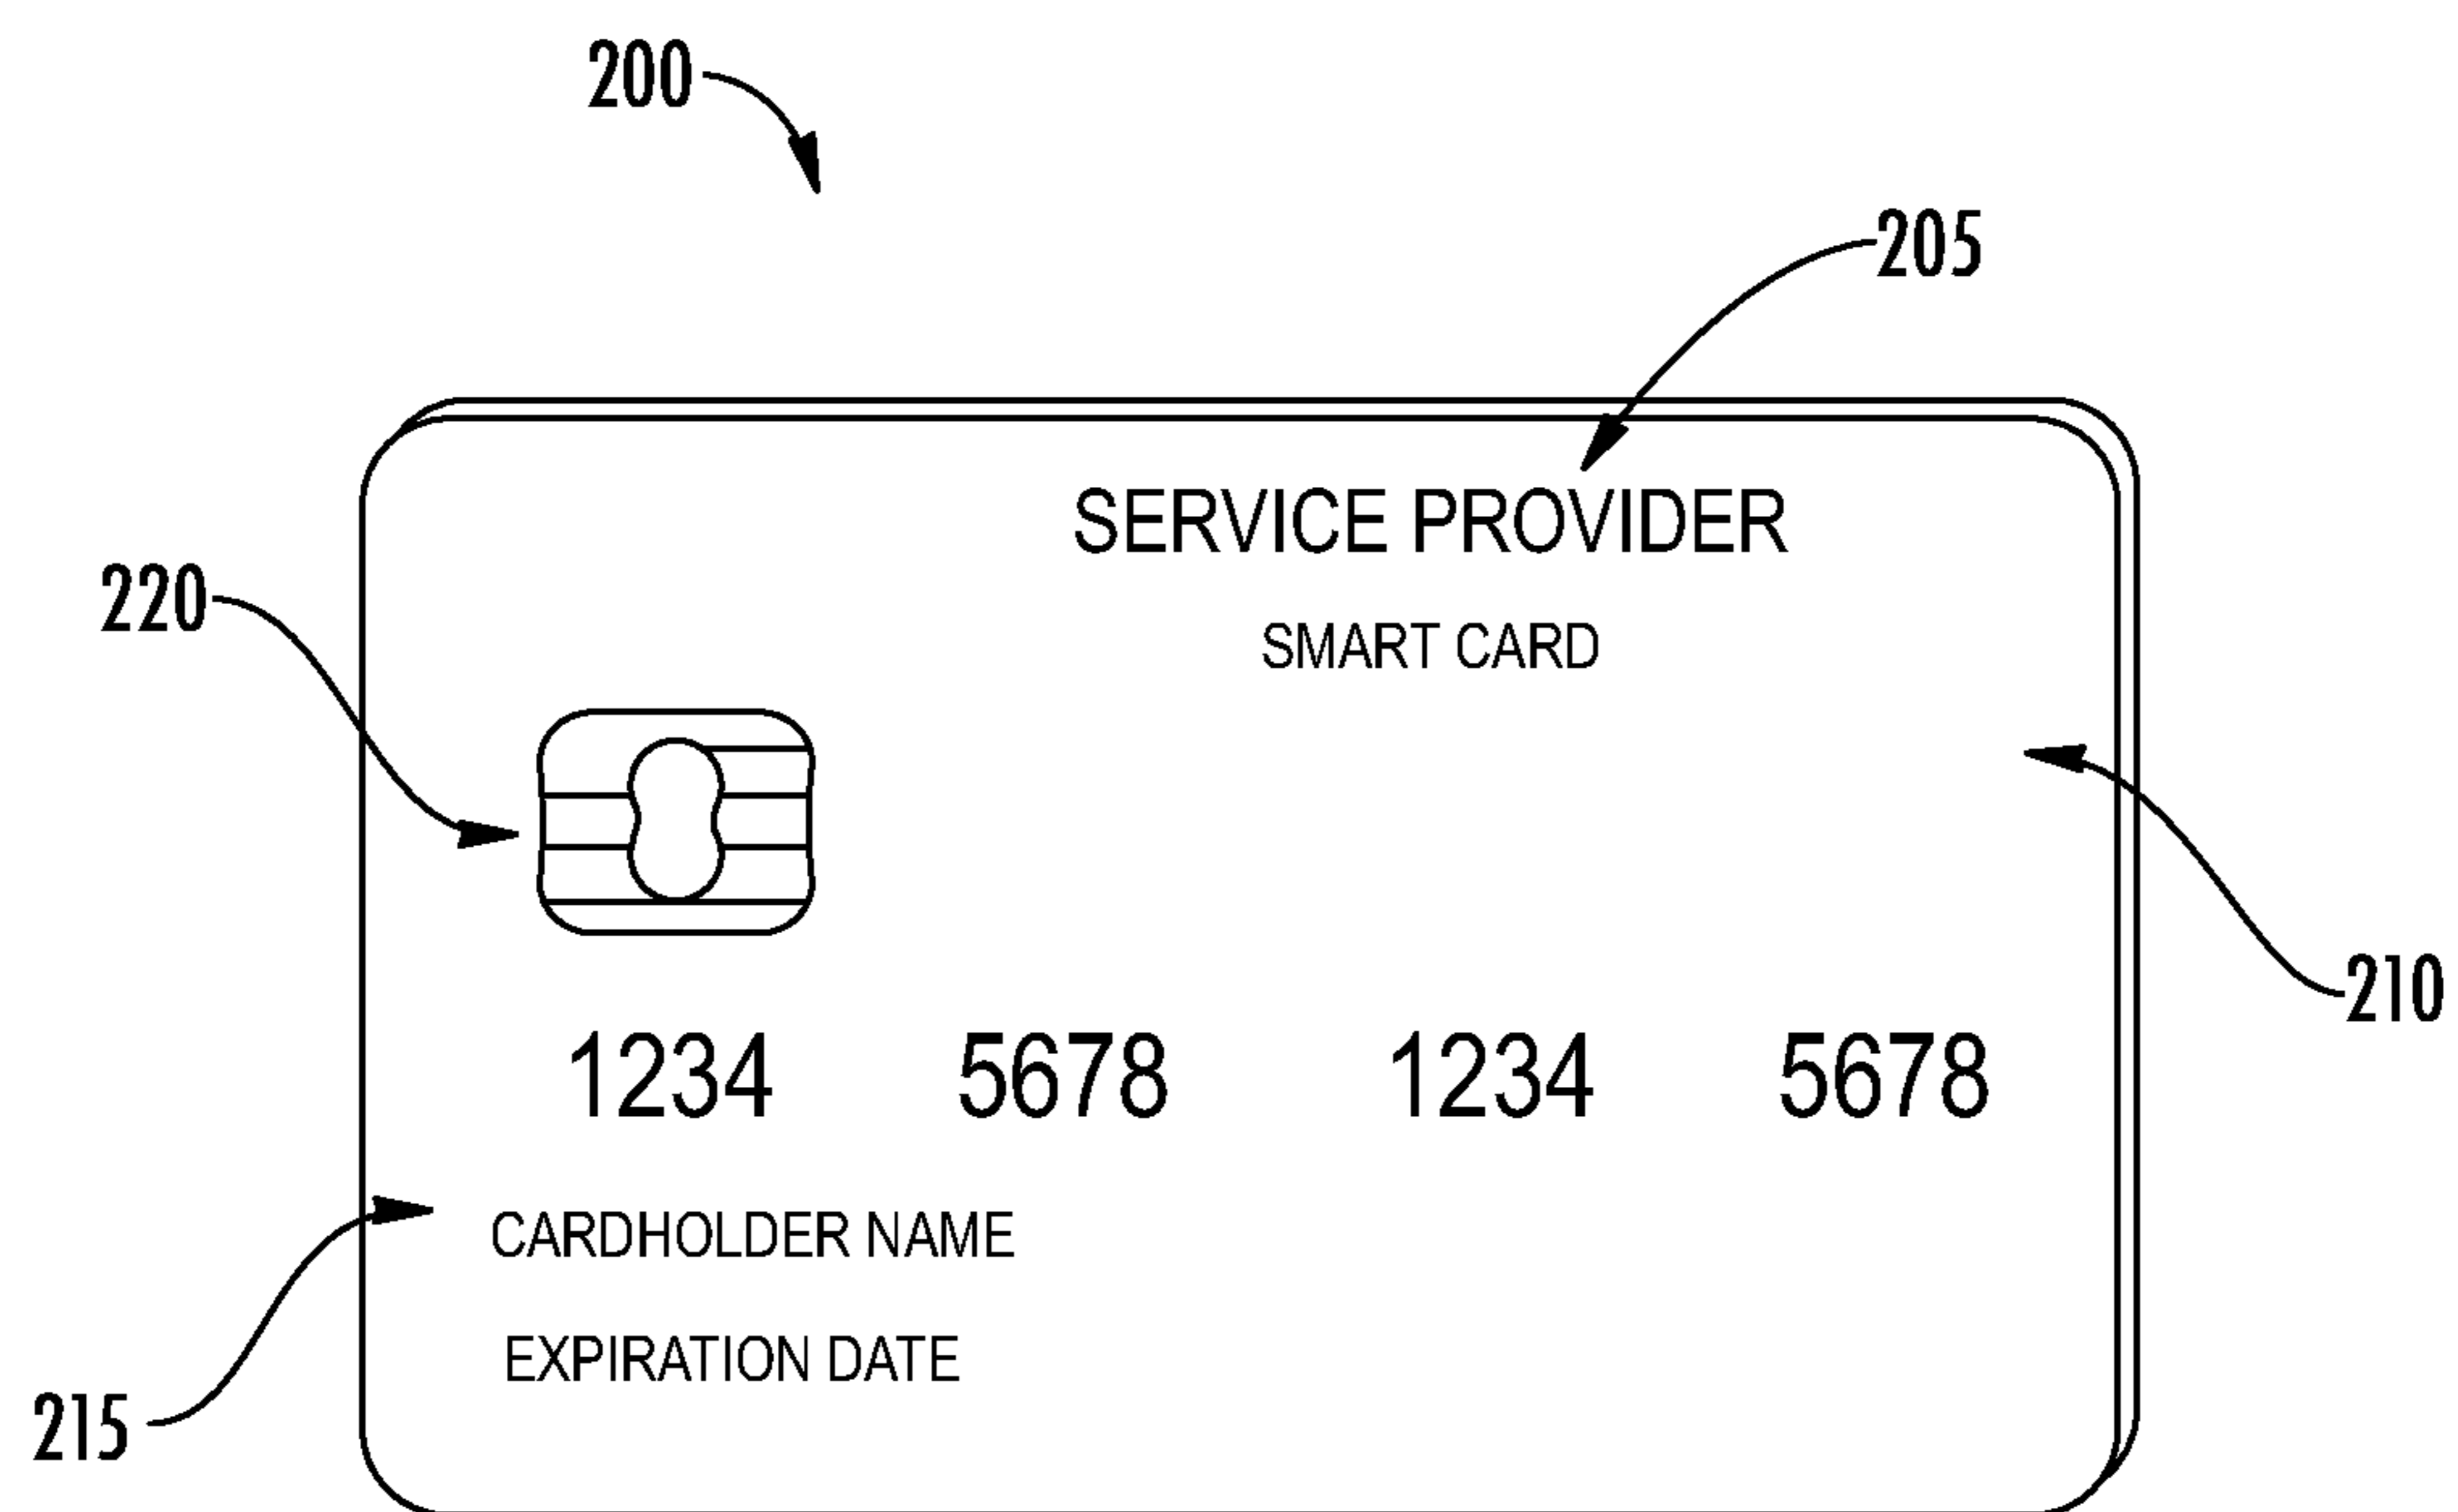 200
205
SERVICE PROVIDER
220
SMART CARD
210
1234 5678 1234 5678
CARDHOLDER NAME
EXPIRATION DATE
215